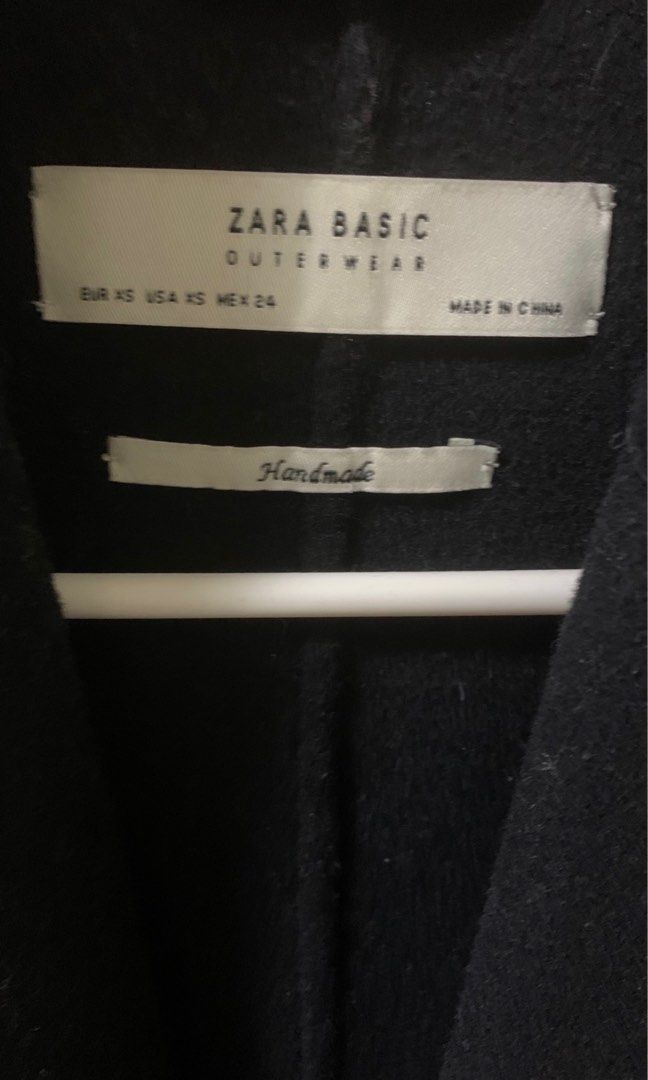 ZARA BASIC
OUTERWEAR
EUR XS USA XS MEX 24
MADE IN CHINA
Handmade